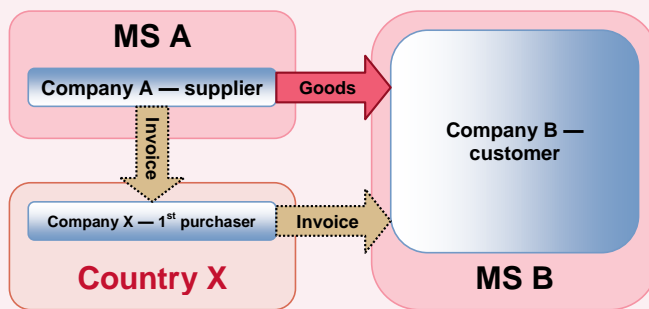 MS A
Company A — supplier
Goods
Invoice
Company B —
customer
Company X — 1st purchaser
Invoice
Country X
MS B